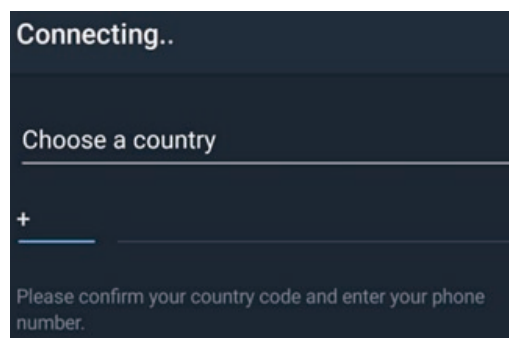 Connecting..
Choose a country
+
Please confirm your country code and enter your phone
number.